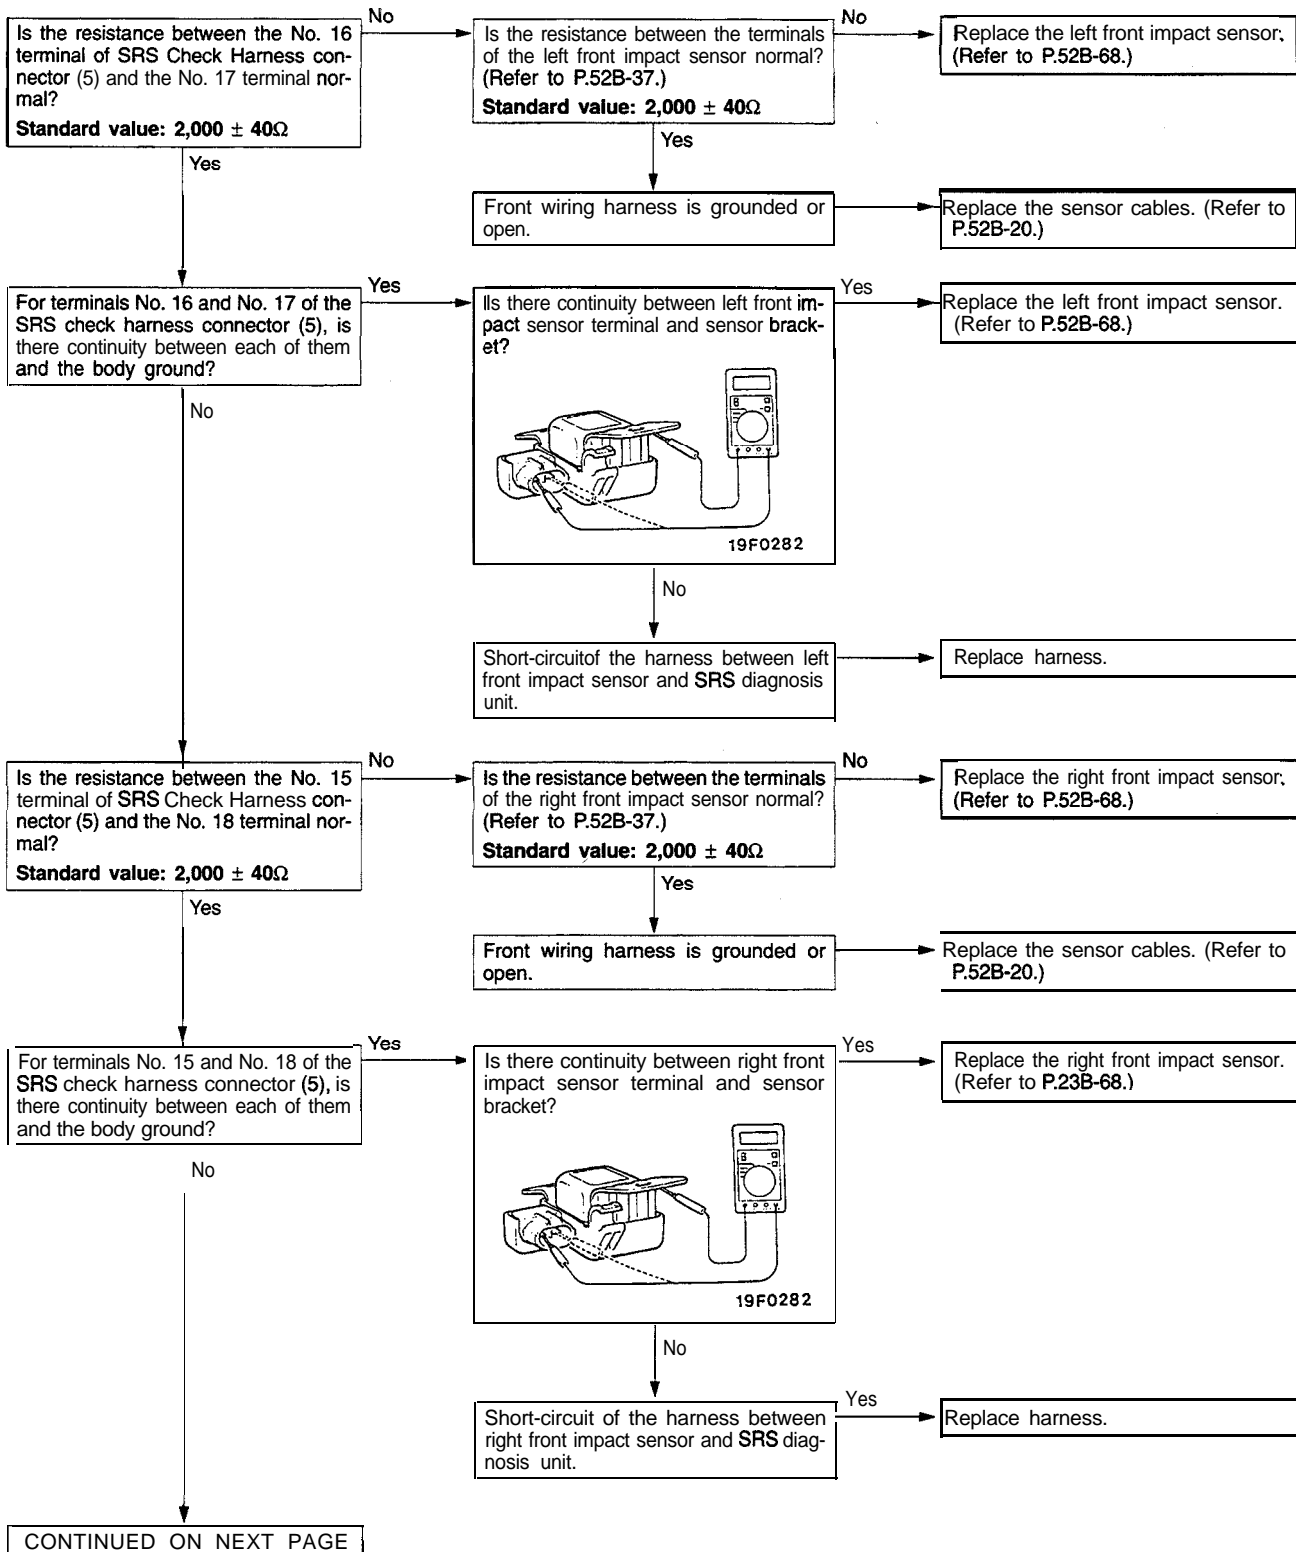 Is the resistance between the No. 16
terminal of SRS Check Harness con-
nector (5) and the No. 17 terminal nor-
mal?
Standard value: 2,000 ± 40Ω
No
Is the resistance between the terminals
of the left front impact sensor normal?
(Refer to P.52B-37.)
Standard value: 2,000 ± 40Ω
No
Replace the left front impact sensor.
(Refer to P.52B-68.)
Yes
Yes
Front wiring harness is grounded or
open.
Replace the sensor cables. (Refer to
P.52B-20.)
For terminals No. 16 and No. 17 of the
SRS check harness connector (5), is
there continuity between each of them
and the body ground?
Yes
Is there continuity between left front im-
pact sensor terminal and sensor brack-
et?
19F0282
Yes
Replace the left front impact sensor.
(Refer to P.52B-68.)
No
No
Short-circuitof the harness between left
front impact sensor and SRS diagnosis
unit.
Replace harness.
Is the resistance between the No. 15
terminal of SRS Check Harness con-
nector (5) and the No. 18 terminal nor-
mal?
Standard value: 2,000 ± 40Ω
No
Is the resistance between the terminals
of the right front impact sensor normal?
(Refer to P.52B-37.)
Standard value: 2,000 ± 40Ω
No
Replace the right front impact sensor.
(Refer to P.52B-68.)
Yes
Yes
Front wiring harness is grounded or
open.
Replace the sensor cables. (Refer to
P.52B-20.)
For terminals No. 15 and No. 18 of the
SRS check harness connector (5), is
there continuity between each of them
and the body ground?
Yes
Is there continuity between right front
impact sensor terminal and sensor
bracket?
19F0282
Yes
Replace the right front impact sensor.
(Refer to P.23B-68.)
No
No
Short-circuit of the harness between
right front impact sensor and SRS diag-
nosis unit.
Yes
Replace harness.
CONTINUED ON NEXT PAGE